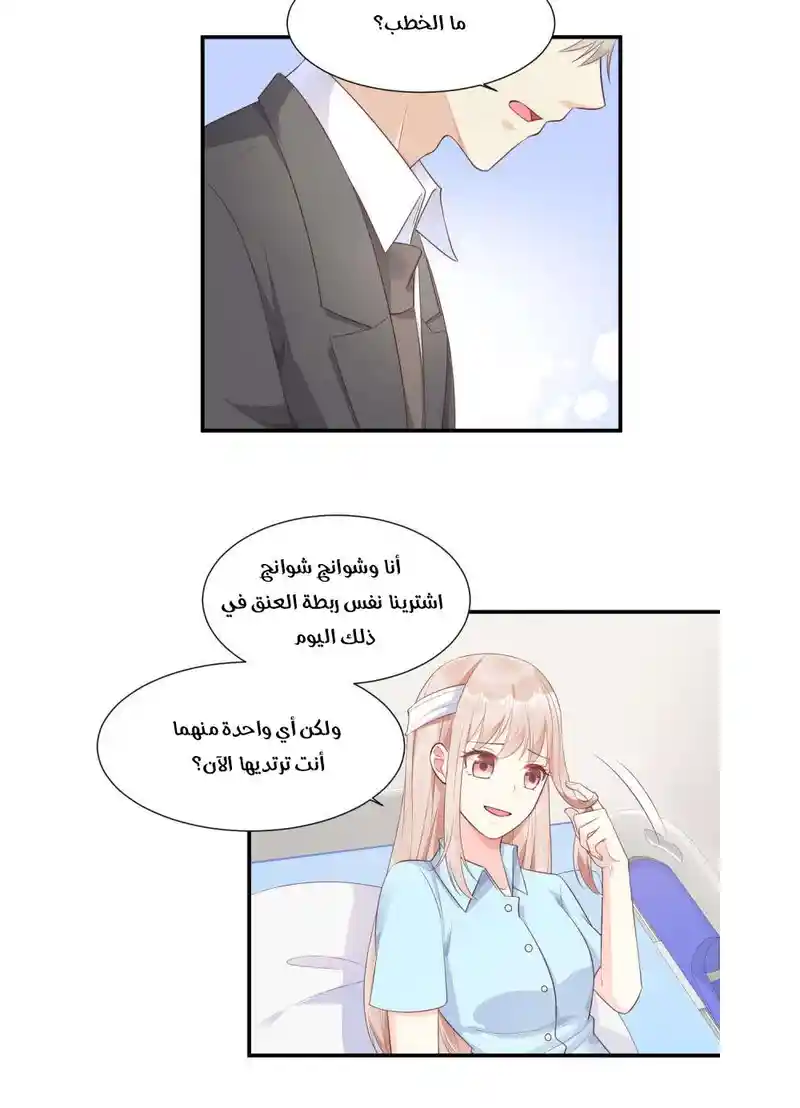 ما الخطب؟
أنا وشوانج شوانج
اشترينا نفس ربطة العنق في
ذلك اليوم
ولكن أي واحدة منهما
أنت ترتديها الآن؟